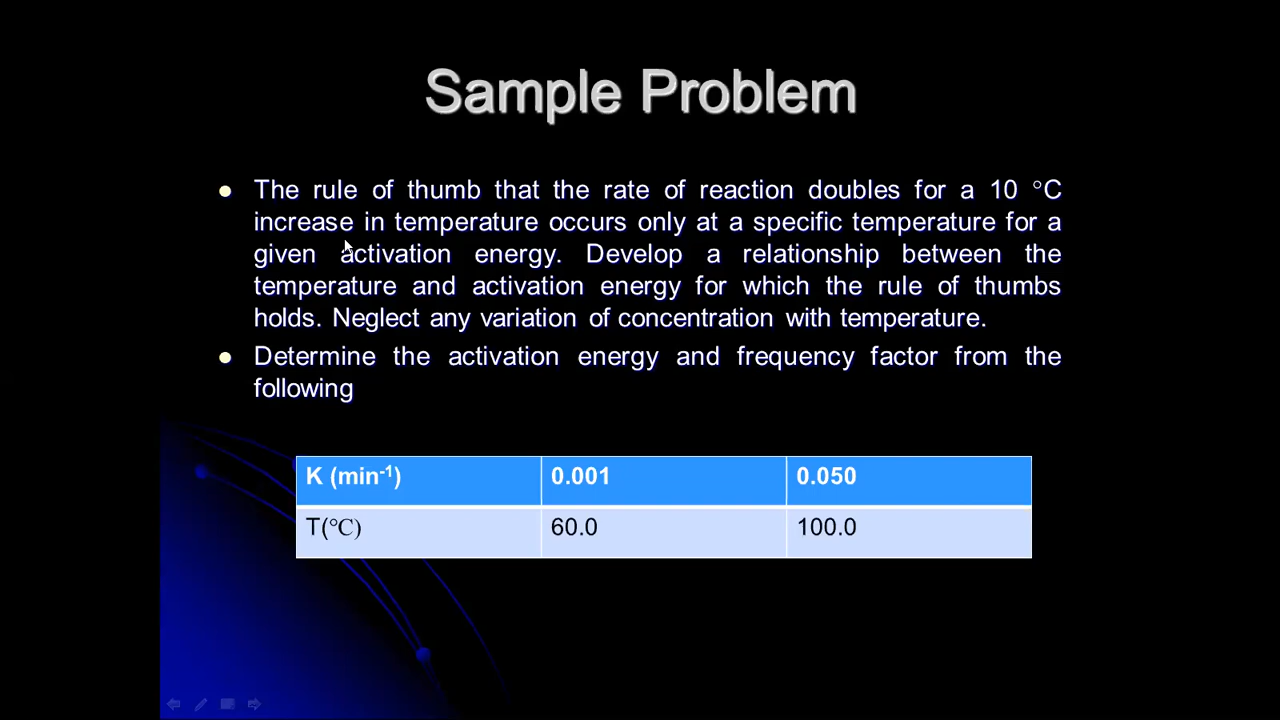 Sample Problem
● The rule of thumb that the rate of reaction doubles for a 10 °C
increase in temperature occurs only at a specific temperature for a
given activation energy. Develop a relationship between the
temperature and activation energy for which the rule of thumbs
holds. Neglect any variation of concentration with temperature.
● Determine the activation energy and frequency factor from the
following
K (min⁻¹) 0.001 0.050
T(℃) 60.0 100.0